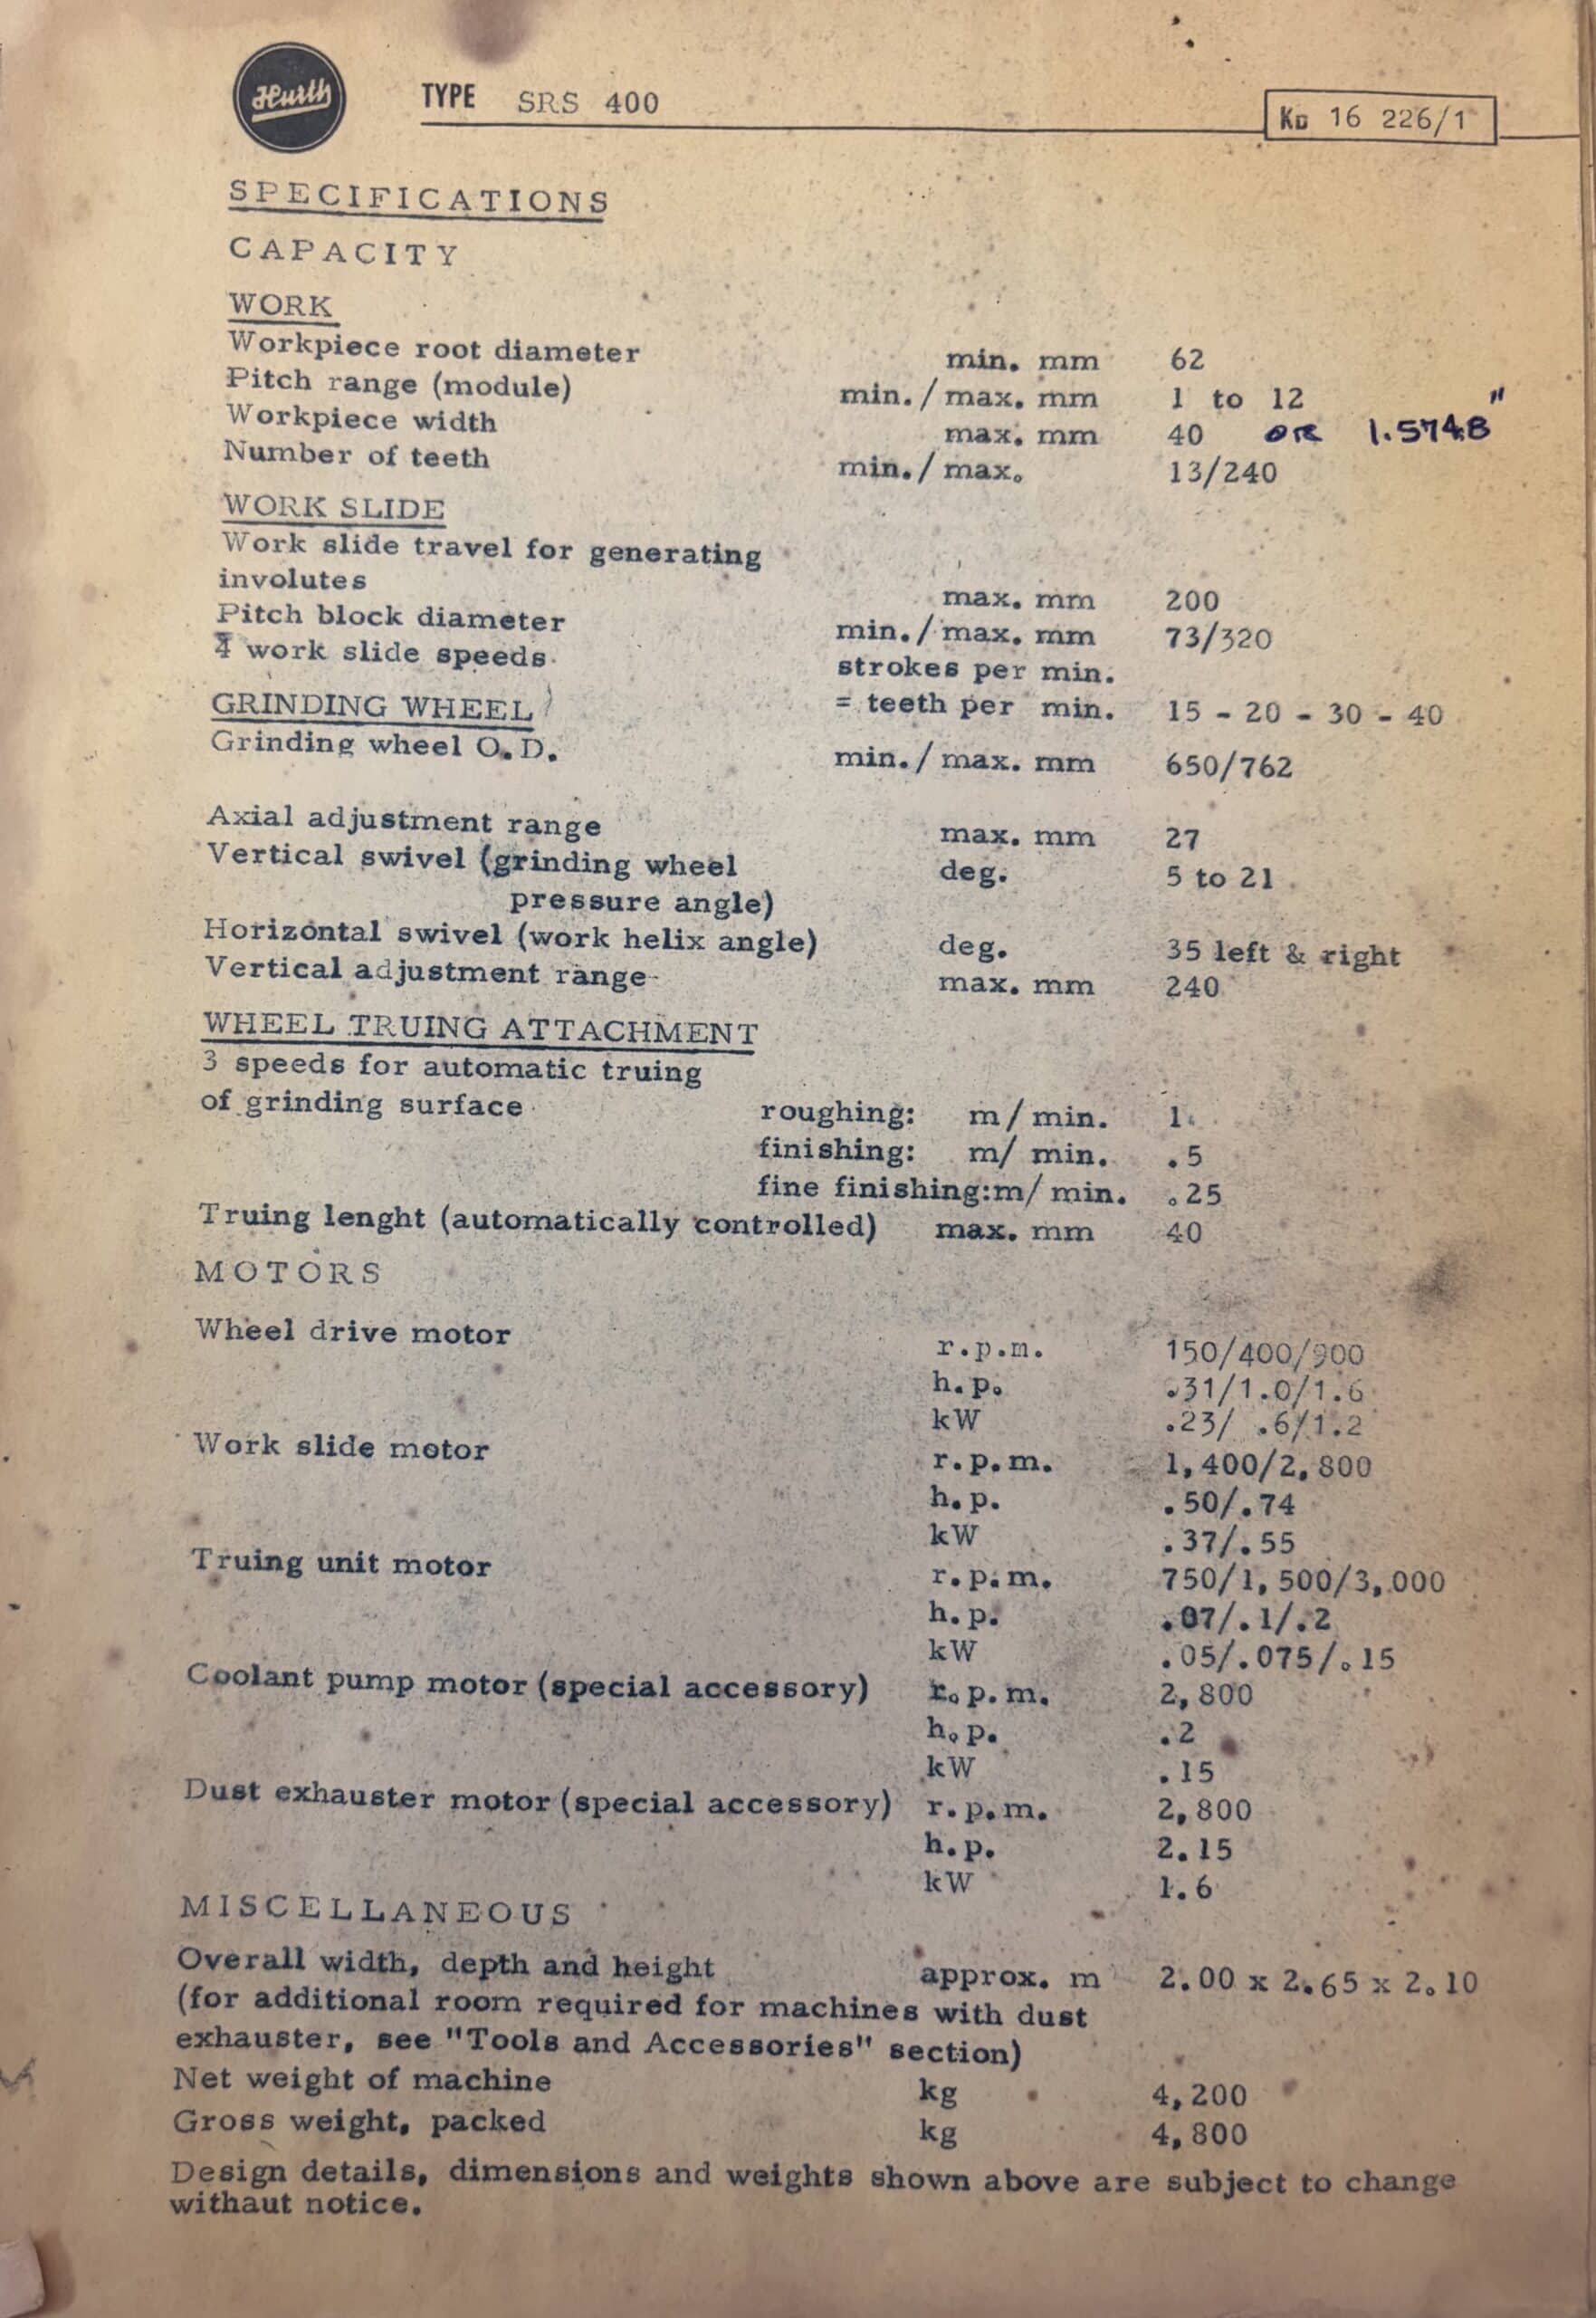 Hurth TYPE SRS 400 KD 16 226/1
SPECIFICATIONS
CAPACITY
WORK
Workpiece root diameter min. mm 62
Pitch range (module) min./max. mm 1 to 12
Workpiece width max. mm 40 OR 1.5748"
Number of teeth min./max. 13/240
WORK SLIDE
Work slide travel for generating
involutes max. mm 200
Pitch block diameter min./max. mm 73/320
4 work slide speeds strokes per min.
= teeth per min. 15 - 20 - 30 - 40
GRINDING WHEEL
Grinding wheel O.D. min./max. mm 650/762
Axial adjustment range max. mm 27
Vertical swivel (grinding wheel deg. 5 to 21
pressure angle)
Horizontal swivel (work helix angle) deg. 35 left & right
Vertical adjustment range max. mm 240
WHEEL TRUING ATTACHMENT
3 speeds for automatic truing
of grinding surface roughing: m/min. 1
finishing: m/ min. .5
fine finishing:m/min. .25
Truing lenght (automatically controlled) max. mm 40
MOTORS
Wheel drive motor r.p.m. 150/400/900
h.p. .31/1.0/1.6
kW .23/ .6/1.2
Work slide motor r.p.m. 1,400/2,800
h.p. .50/.74
kW .37/.55
Truing unit motor r.p.m. 750/1,500/3,000
h.p. .07/.1/.2
kW .05/.075/.15
Coolant pump motor (special accessory) r.p.m. 2,800
h.p. .2
kW .15
Dust exhauster motor (special accessory) r.p.m. 2,800
h.p. 2.15
kW 1.6
MISCELLANEOUS
Overall width, depth and height approx. m 2.00 x 2.65 x 2.10
(for additional room required for machines with dust
exhauster, see "Tools and Accessories" section)
Net weight of machine kg 4,200
Gross weight, packed kg 4,800
Design details, dimensions and weights shown above are subject to change
withaut notice.